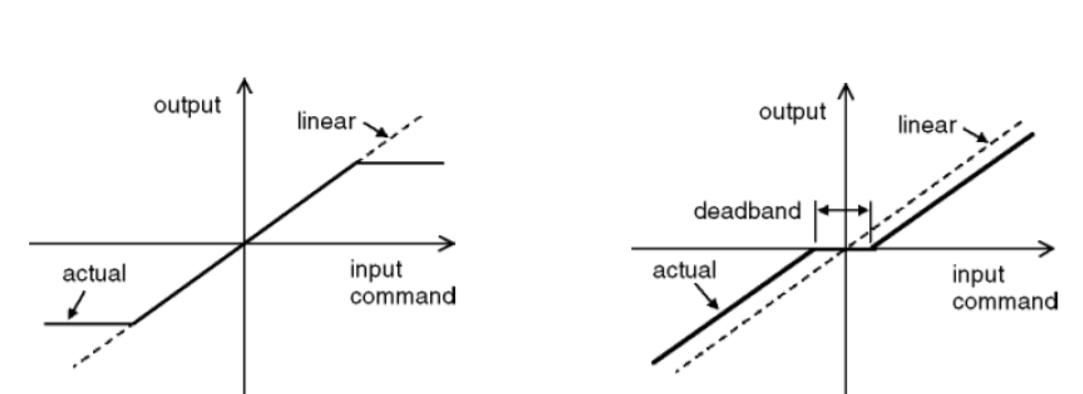 output
linear
actual
input
command
output
linear
deadband
actual
input
command